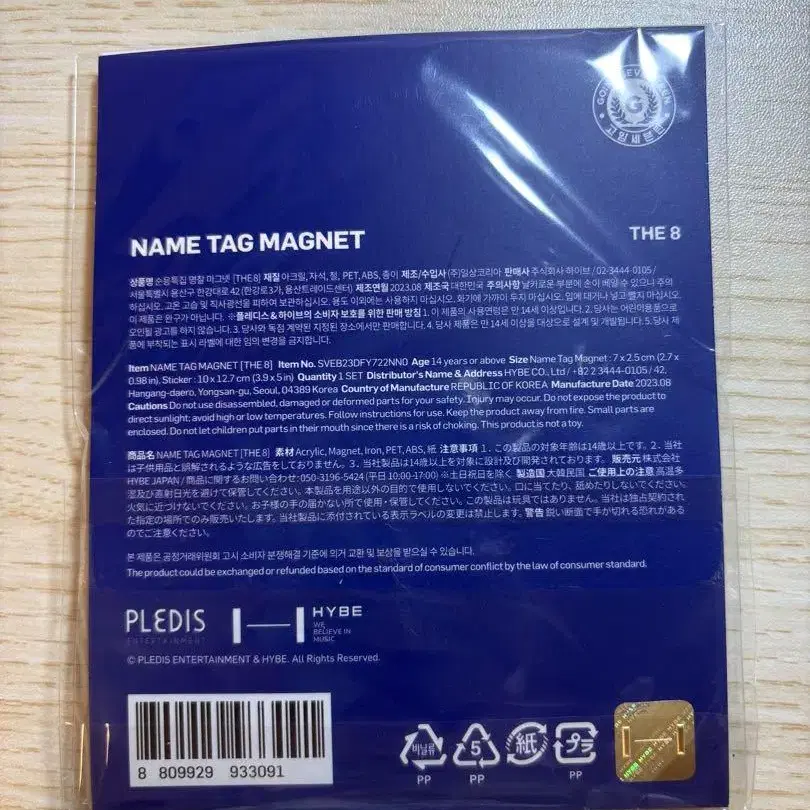 GOING SEVENTEEN
G
고잉세븐틴
NAME TAG MAGNET
THE 8
상품명 순응특집 명찰 마그넷 [THE 8] 재질 아크릴, 자석, 철, PET, ABS, 종이 제조/수입사 (주)일상코리아 판매사 주식회사 하이브 / 02-3444-0105 /
서울특별시 용산구 한강대로 42 (한강로3가, 용산트레이드센터) 제조연월 2023.08 제조국 대한민국 주의사항 날카로운 부분에 손이 베일 수 있으니 주의
하십시오. 고온 고습 및 직사광선을 피하여 보관하십시오. 용도 이외에는 사용하지 마십시오. 화기에 가까이 두지 마십시오. 입에 대거나 넣고 빨지 마십시오.
이 제품은 완구가 아닙니다. ※플레디스 & 하이브의 소비자 보호를 위한 판매 방침 1. 이 제품의 사용연령은 만 14세 이상입니다. 2. 당사는 어린이용품으로
오인될 광고를 하지 않습니다. 3. 당사와 독점 계약된 지정된 장소에서만 판매합니다. 4. 당사 제품은 만 14세 이상을 대상으로 설계 및 개발됩니다. 5. 당사 제
품에 부착되는 표시 라벨에 대한 임의 변경을 금지합니다.
Item NAME TAG MAGNET [THE 8] Item No. SVEB23DFY722NN0 Age 14 years or above Size Name Tag Magnet : 7 x 2.5 cm (2.7 x
0.98 in), Sticker : 10 x 12.7 cm (3.9 x 5 in) Quantity 1 SET Distributor's Name & Address HYBE CO., Ltd / +82 2 3444-0105 / 42,
Hangang-daero, Yongsan-gu, Seoul, 04389 Korea Country of Manufacture REPUBLIC OF KOREA Manufacture Date 2023.08
Cautions Do not use disassembled, damaged or deformed parts for your safety. Injury may occur. Do not expose the product to
direct sunlight; avoid high or low temperatures. Follow instructions for use. Keep the product away from fire. Small parts are
enclosed. Do not let children put parts in their mouth since there is a risk of choking. This product is not a toy.
商品名 NAME TAG MAGNET [THE 8] 素材 Acrylic, Magnet, Iron, PET, ABS, 紙 注意事項 1. この製品の対象年齢は14歳以上です。2. 当社
は子供用品と誤解されるような広告をしておりません。3. 当社製品は14歳以上を対象に設計及び開発されております。 販売元 株式会社
HYBE JAPAN / 商品に関するお問い合わせ : 050-3196-5424 (平日 10:00-17:00) ※土日祝日を除く 製造国 大韓民国 ご使用上の注意 高温多
湿及び直射日光を避けて保管してください。本製品を用途以外の目的で使用しないでください。口に当てたり、舐めたりしないでください。
火気に近づけないでください。お子様の手の届かない所で使用・保管してください。この製品は玩具ではありません。当社は独占契約され
た指定の場所でのみ販売いたします。当社製品に添付されている表示ラベルの変更は禁止します。警告 鋭い断面で手が切れる恐れがある
のでご注意ください。
본 제품은 공정거래위원회 고시 소비자 분쟁해결 기준에 의거 교환 및 보상을 받으실 수 있습니다.
The product could be exchanged or refunded based on the standard of consumer conflict by the law of consumer standard.
PLEDIS
ENTERTAINMENT
HYBE
WE
BELIEVE IN
MUSIC
© PLEDIS ENTERTAINMENT & HYBE. All Rights Reserved.
8 809929 933091
비닐류
PP
5
PP
紙
プラ
PP
HYBE HYBE